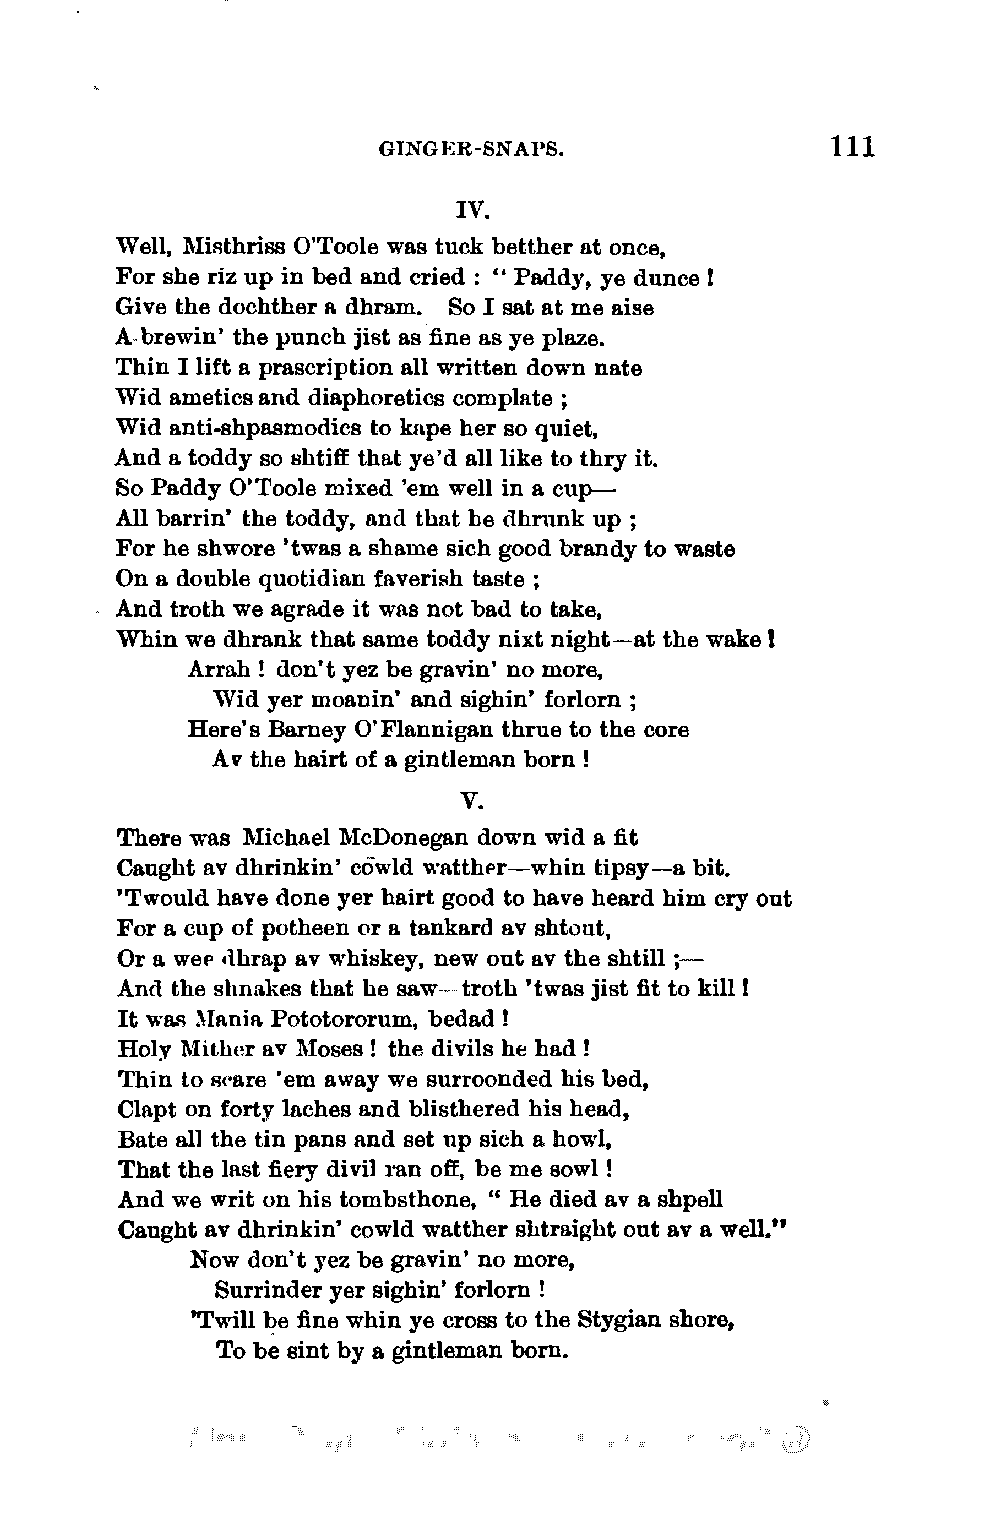 GINGER-SNAPS. 111
IV.
Well, Misthriss O'Toole was tuck betther at once,
For she riz up in bed and cried : “ Paddy, ye dunce !
Give the dochther a dhram. So I sat at me aise
A-brewin' the punch jist as fine as ye plaze.
Thin I lift a prascription all written down nate
Wid ametics and diaphoretics complate ;
Wid anti-shpasmodics to kape her so quiet,
And a toddy so shtiff that ye'd all like to thry it.
So Paddy O'Toole mixed 'em well in a cup—
All barrin' the toddy, and that be dhrunk up ;
For he shwore 'twas a shame sich good brandy to waste
On a double quotidian faverish taste ;
And troth we agrade it was not bad to take,
Whin we dhrank that same toddy nixt night—at the wake !
Arrah ! don't yez be gravin' no more,
Wid yer moanin' and sighin' forlorn ;
Here's Barney O'Flannigan thrue to the core
Av the hairt of a gintleman born !
V.
There was Michael McDonegan down wid a fit
Caught av dhrinkin' cowld watther—whin tipsy—a bit.
'Twould have done yer hairt good to have heard him cry out
For a cup of potheen or a tankard av shtout,
Or a wee dhrap av whiskey, new out av the shtill ;—
And the shnakes that he saw—troth 'twas jist fit to kill !
It was Mania Pototororum, bedad !
Holy Mither av Moses ! the divils he had !
Thin to scare 'em away we surroonded his bed,
Clapt on forty laches and blisthered his head,
Bate all the tin pans and set up sich a howl,
That the last fiery divil ran off, be me sowl !
And we writ on his tombsthone, “ He died av a shpell
Caught av dhrinkin' cowld watther shtraight out av a well.”
Now don't yez be gravin' no more,
Surrinder yer sighin' forlorn !
'Twill be fine whin ye cross to the Stygian shore,
To be sint by a gintleman born.